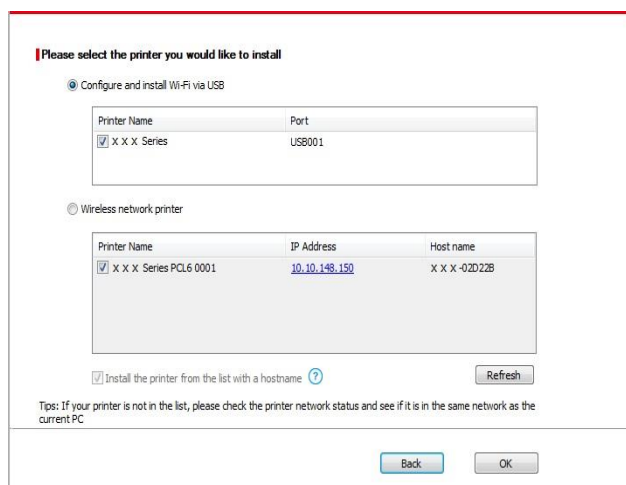 Please select the printer you would like to install
Configure and install Wi-Fi via USB
Printer Name Port
X X X Series USB001
Wireless network printer
Printer Name IP Address Host name
X X X Series PCL6 0001 10.10.148.150 X X X -02D22B
Install the printer from the list with a hostname ?
Refresh
Tips: If your printer is not in the list, please check the printer network status and see if it is in the same network as the
current PC
Back OK